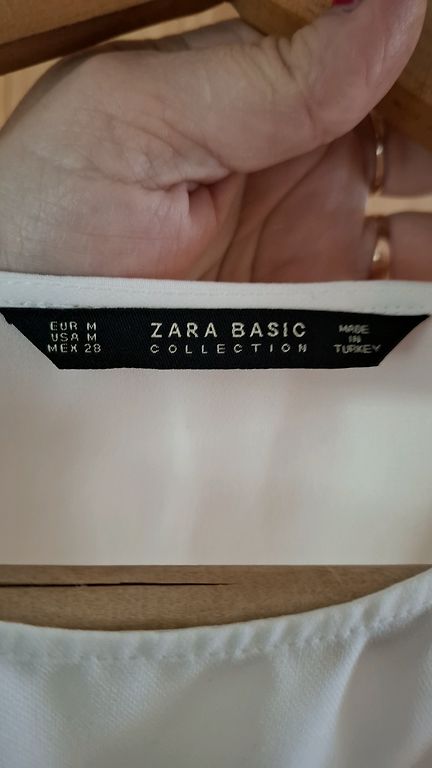 EUR M
USA M
MEX 28
ZARA BASIC
COLLECTION
MADE
IN
TURKEY